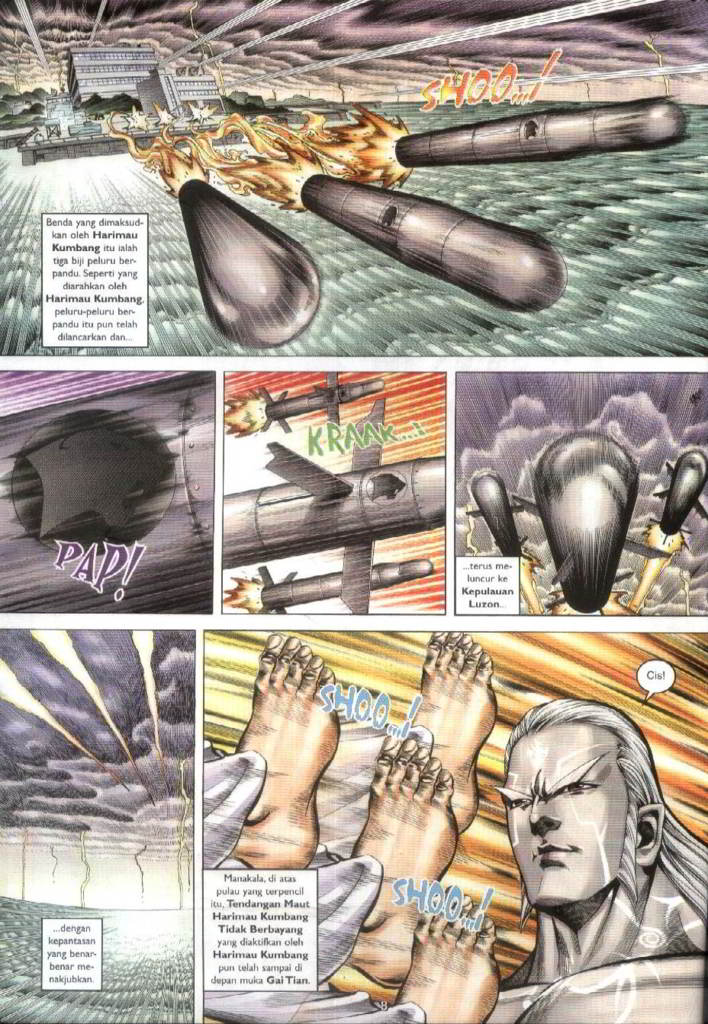 SHOO...!
Benda yang dimaksud-
kan oleh Harimau
Kumbang itu ialah
tiga biji peluru ber-
pandu. Seperti yang
diarahkan oleh
Harimau Kumbang,
peluru-peluru ber-
pandu itu pun telah
dilancarkan dan...
SHOO...!
PAP!
KRAAK...!
...terus me-
luncur ke
Kepulauan
Luzon...
...dengan
kepantasan
yang benar-
benar me-
nakjubkan.
SHOO...!
Cis!
Manakala, di atas
pulau yang terpencil
itu, Tendangan Maut
Harimau Kumbang
Tidak Berbayang
yang diaktifkan oleh
Harimau Kumbang
pun telah sampai di
depan muka Gai Tian.
SHOO...!
8